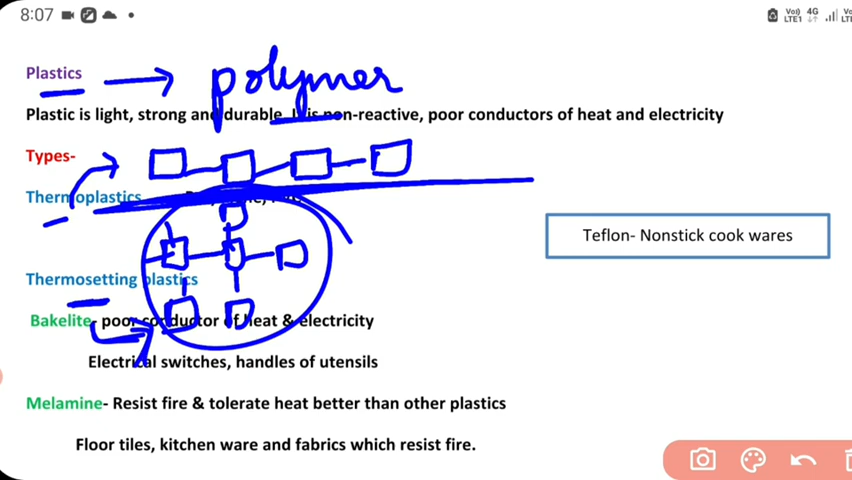 8:07
Vo)) 4G
LTE1
Plastics polymer
Plastic is light, strong and durable. It is non-reactive, poor conductors of heat and electricity
Types-
Thermoplastics
Teflon- Nonstick cook wares
Thermosetting plastics
Bakelite- poor conductor of heat & electricity
Electrical switches, handles of utensils
Melamine- Resist fire & tolerate heat better than other plastics
Floor tiles, kitchen ware and fabrics which resist fire.